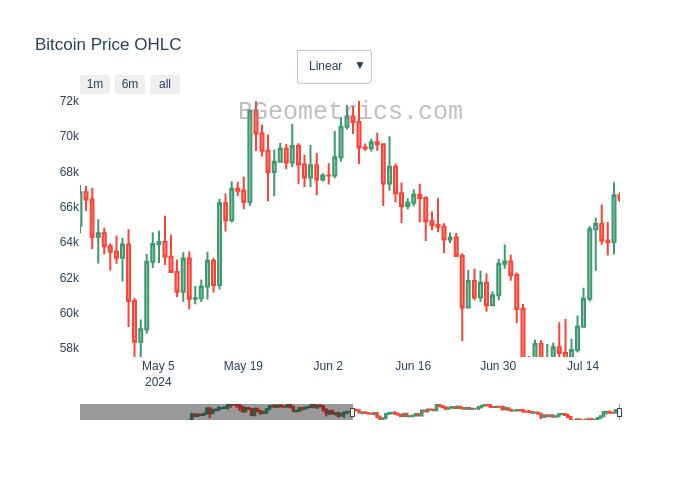 Bitcoin Price OHLC
Linear ▼
1m 6m all
BGeometrics.com
72k
70k
68k
66k
64k
62k
60k
58k
May 5 May 19 Jun 2 Jun 16 Jun 30 Jul 14
2024